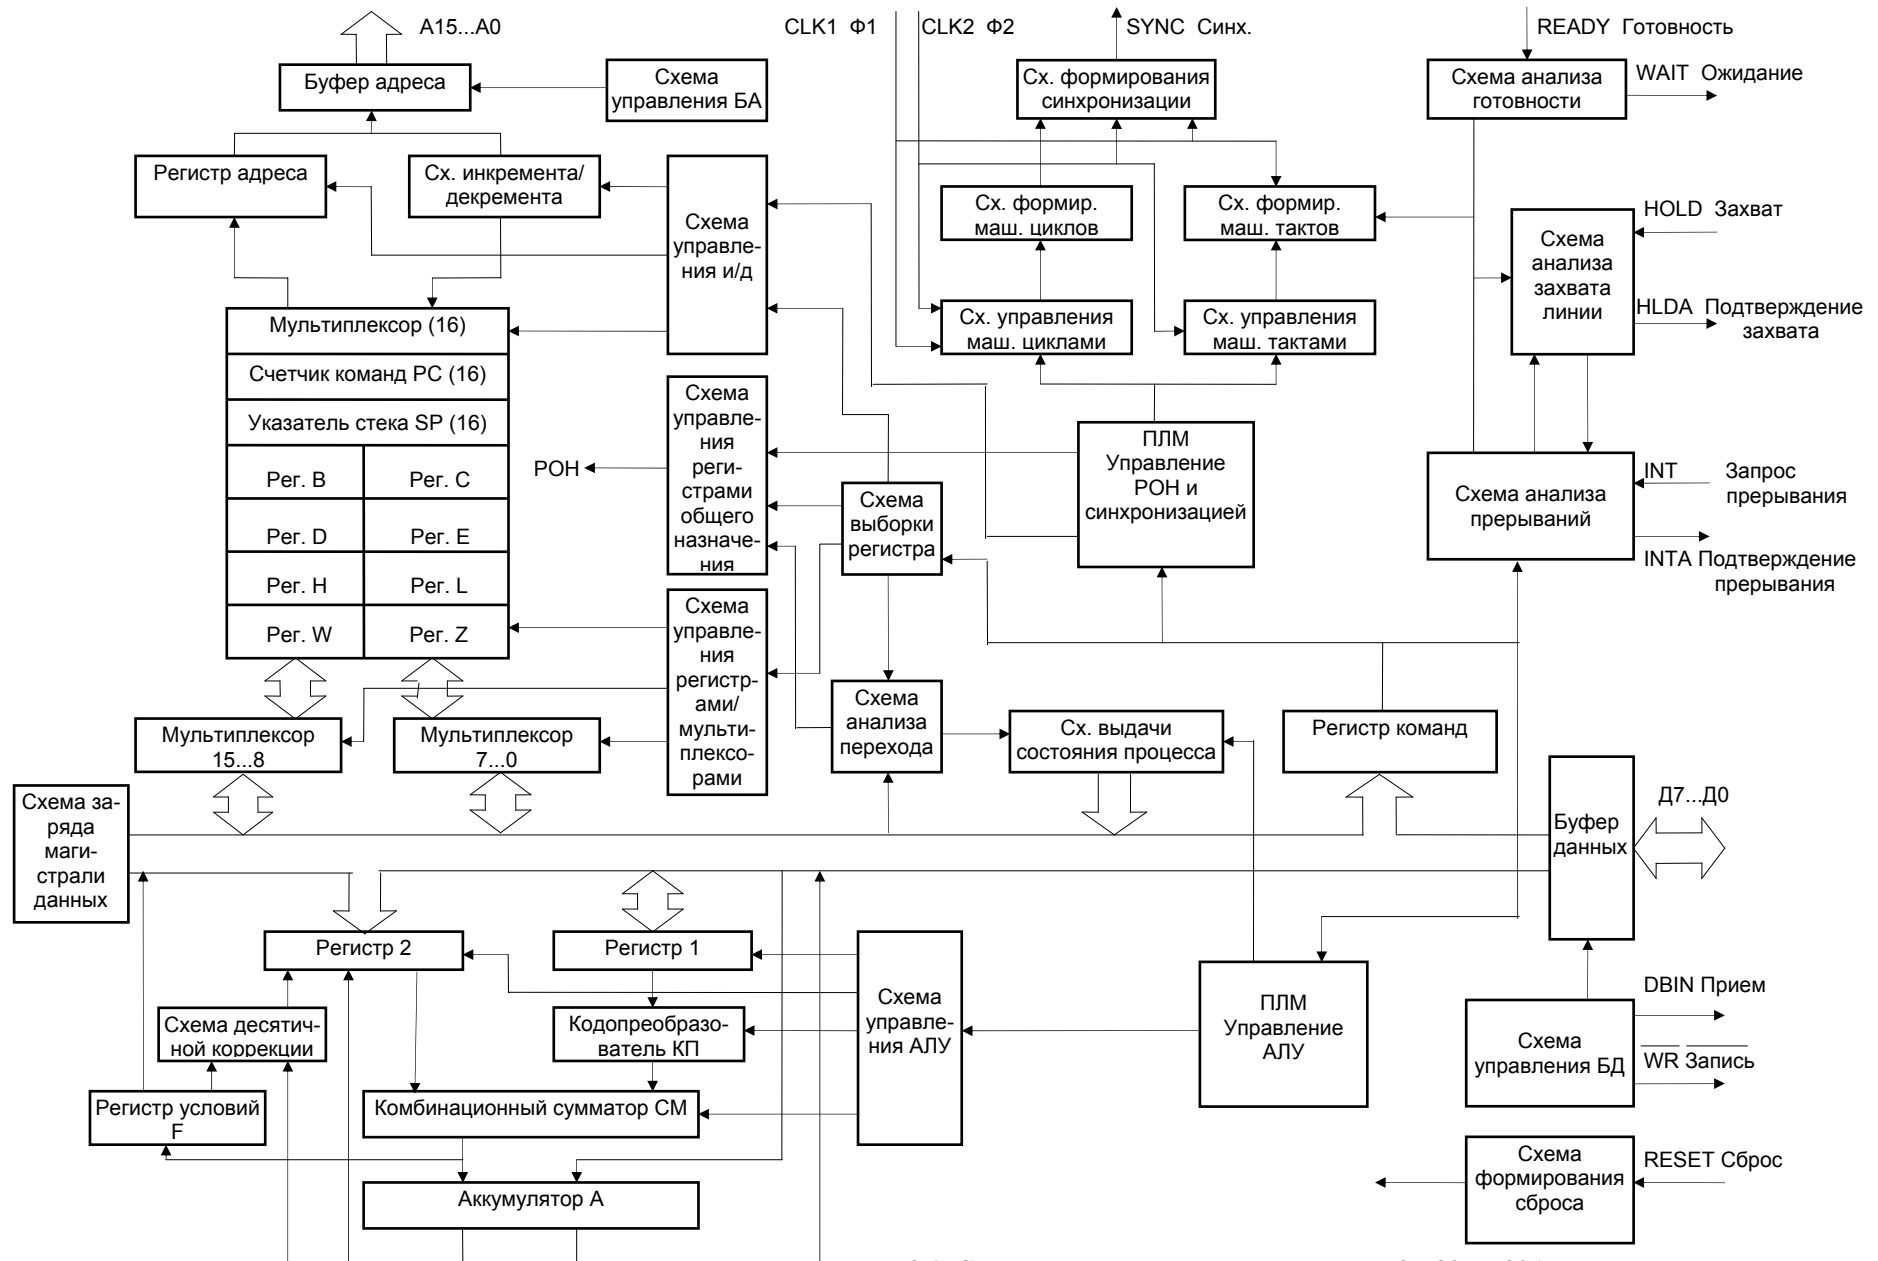 А15...А0
CLK1 Ф1
CLK2 Ф2
SYNC Синх.
READY Готовность
Буфер адреса
Схема
управления БА
Сх. формирования
синхронизации
Схема анализа
готовности
WAIT Ожидание
Регистр адреса
Сх. инкремента/
декремента
Схема
управле-
ния и/д
Сх. формир.
маш. циклов
Сх. формир.
маш. тактов
Схема
анализа
захвата
линии
HOLD Захват
HLDA Подтверждение
захвата
Мультиплексор (16)
Счетчик команд PC (16)
Указатель стека SP (16)
Рег. B
Рег. C
Рег. D
Рег. E
Рег. H
Рег. L
Рег. W
Рег. Z
Сх. управления
маш. циклами
Сх. управления
маш. тактами
Схема
управле-
ния
реги-
страми
общего
назначе-
ния
РОН
ПЛМ
Управление
РОН и
синхронизацией
Схема
выборки
регистра
Схема анализа
прерываний
INT Запрос
прерывания
INTA Подтверждение
прерывания
Схема
управле-
ния
регистр-
ами/
мульти-
плексо-
рами
Схема
анализа
перехода
Сх. выдачи
состояния процесса
Регистр команд
Мультиплексор
15...8
Мультиплексор
7...0
Схема за-
ряда
маги-
страли
данных
Буфер
данных
Д7...Д0
Регистр 2
Регистр 1
Схема
управле-
ния АЛУ
ПЛМ
Управление
АЛУ
Схема десятич-
ной коррекции
Кодопреобразо-
ватель КП
Регистр условий
F
Комбинационный сумматор СМ
Аккумулятор А
Схема
управления БД
DBIN Прием
WR Запись
Схема
формирования
сброса
RESET Сброс